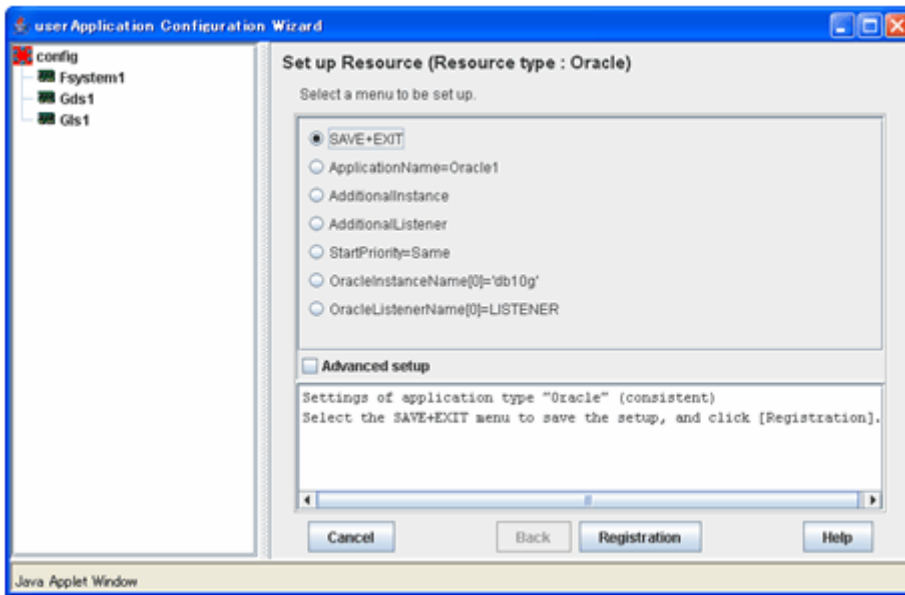 userApplication Configuration Wizard
config
Fsystem1
Gds1
Gls1
Set up Resource (Resource type : Oracle)
Select a menu to be set up.
SAVE+EXIT
ApplicationName=Oracle1
AdditionalInstance
AdditionalListener
StartPriority=Same
OracleInstanceName[0]='db10g'
OracleListenerName[0]=LISTENER
Advanced setup
Settings of application type "Oracle" (consistent)
Select the SAVE+EXIT menu to save the setup, and click [Registration].
Cancel Back Registration Help
Java Applet Window